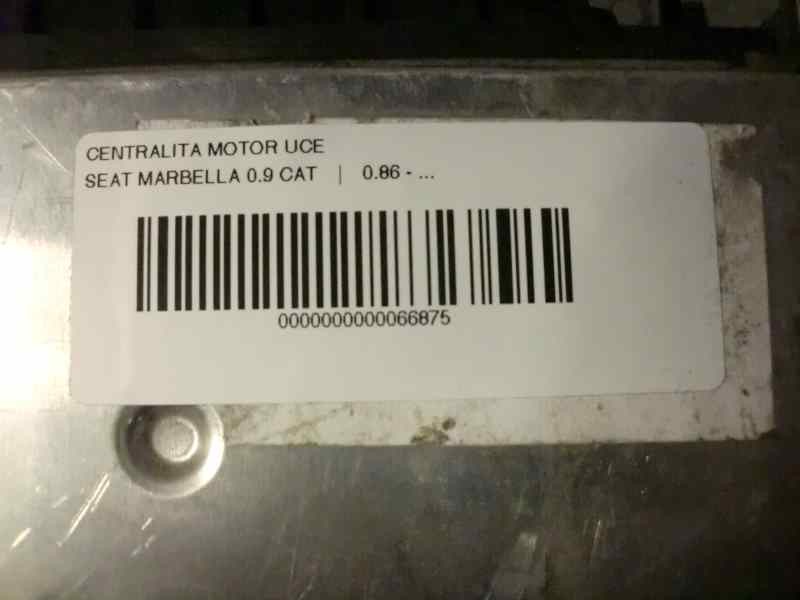 CENTRALITA MOTOR UCE
SEAT MARBELLA 0.9 CAT | 0.86 - ...
0000000000066875